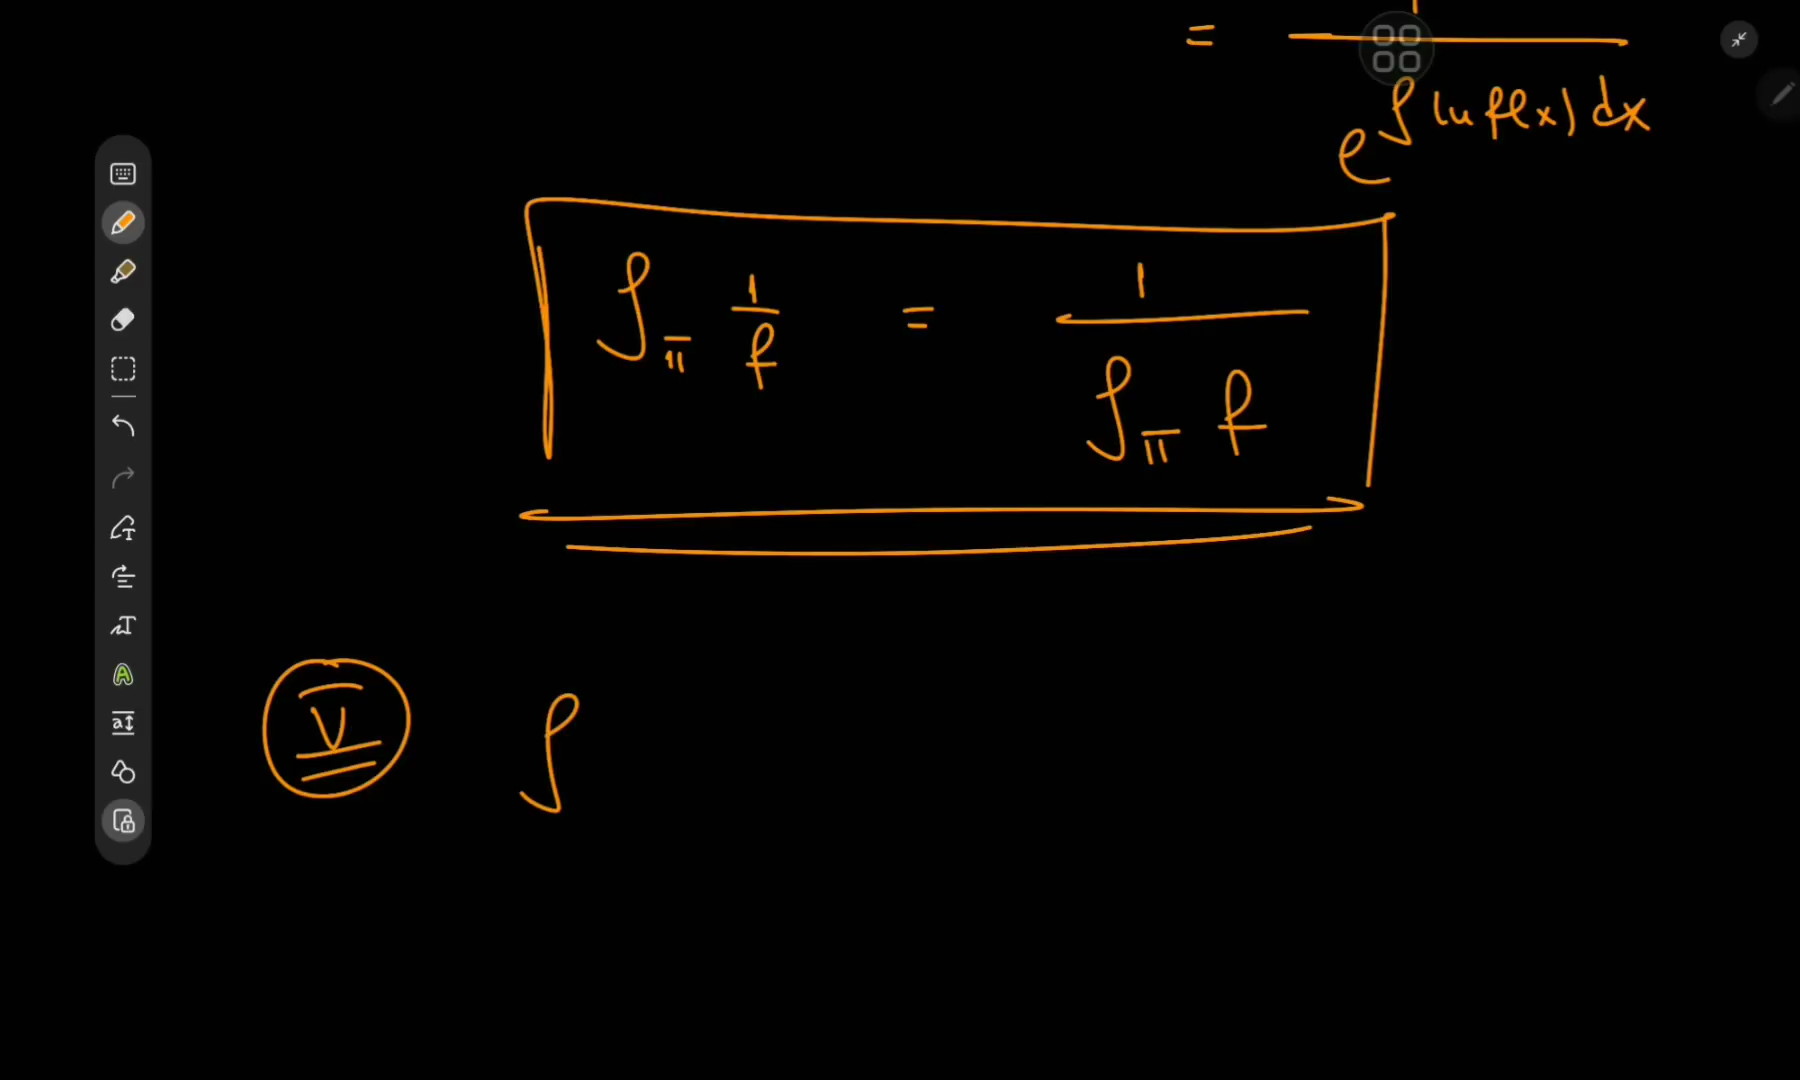 = 1 / e^{∫ ln f(x) dx}
∫_π 1/f = 1 / ∫_π f
V ∫